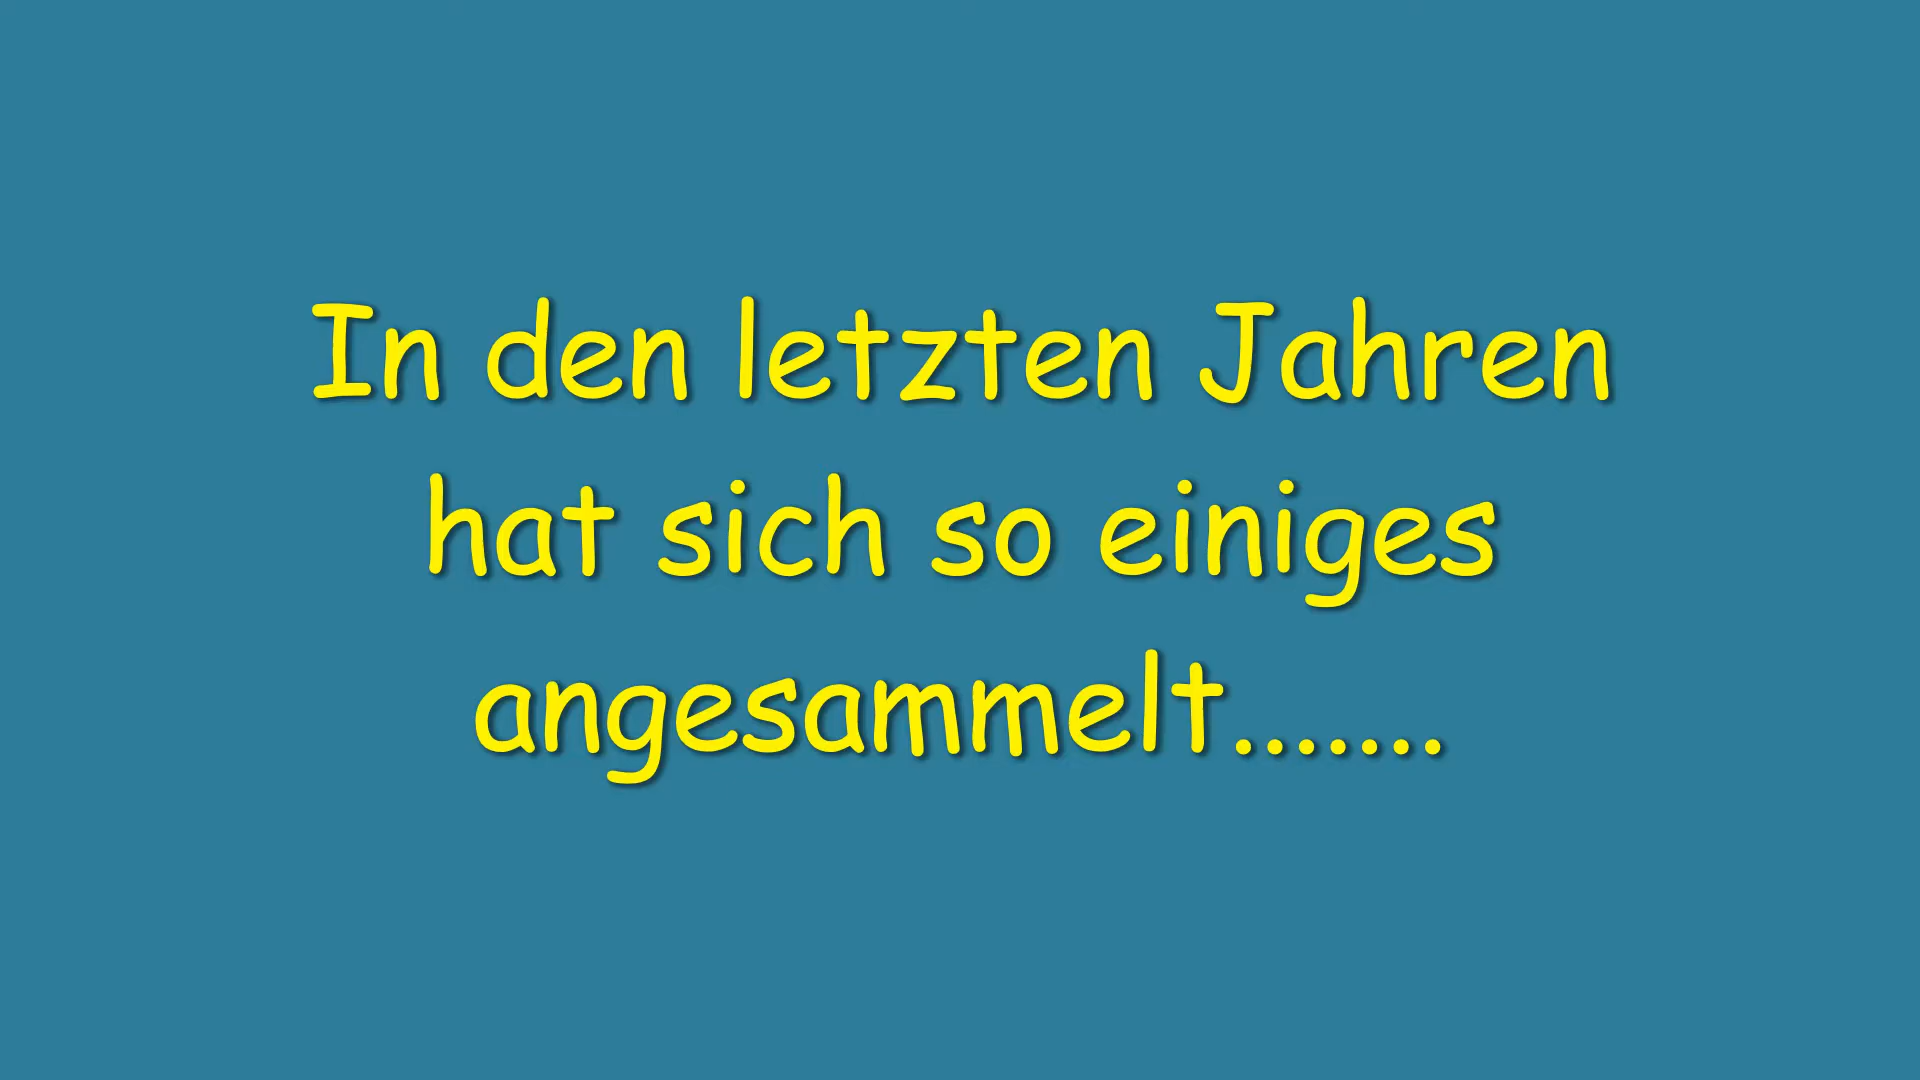 In den letzten Jahren
hat sich so einiges
angesammelt.......